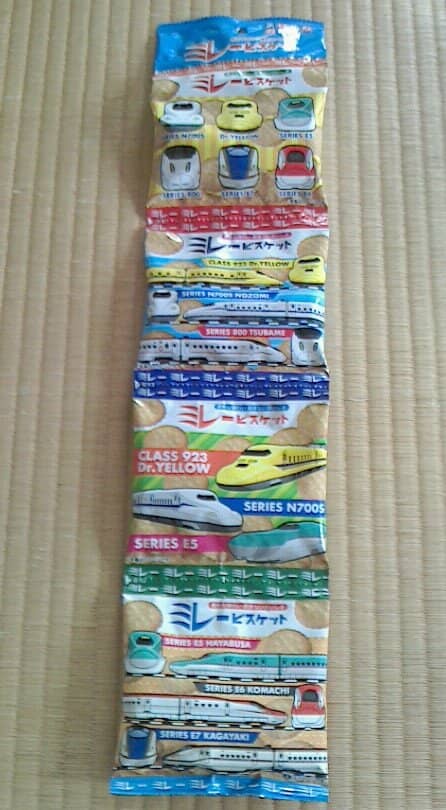 ミレービスケット
ミレービスケット
SERIES N700S
Dr.YELLOW
SERIES E5
SERIES 800
SERIES E7
ミレー ミレー ミレー ミレー
ミレービスケット
CLASS 923 Dr.YELLOW
SERIES N700S NOZOMI
SERIES 800 TSUBAME
ミレー ミレー ミレー ミレー
ミレービスケット
CLASS 923
Dr.YELLOW
SERIES N700S
SERIES E5
ミレー ミレー ミレー ミレー
ミレービスケット
SERIES E5 HAYABUSA
SERIES E6 KOMACHI
SERIES E7 KAGAYAKI
ミレー ミレー ミレー ミレー